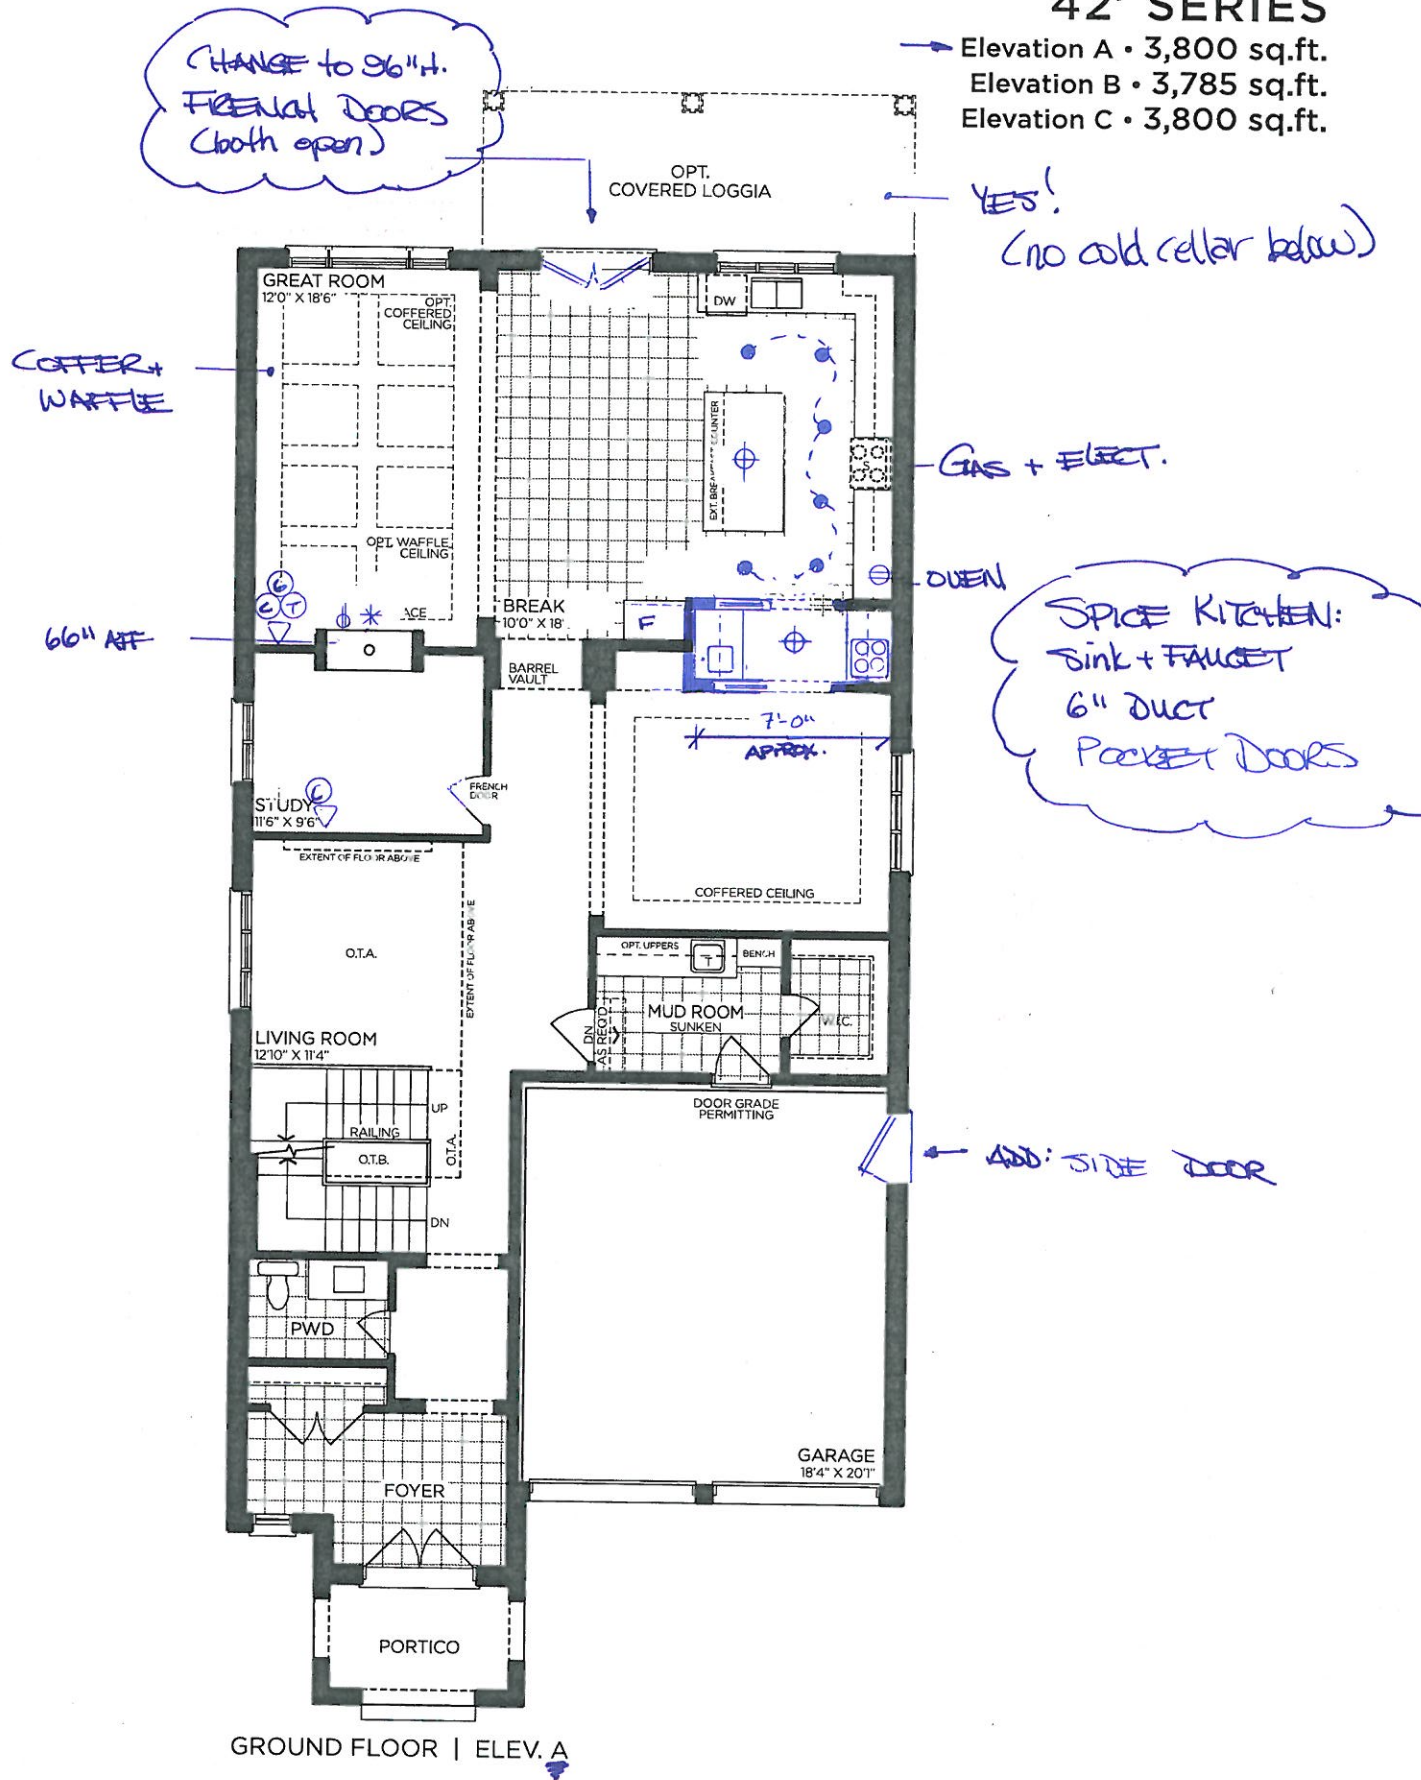 42' SERIES
Elevation A • 3,800 sq.ft.
Elevation B • 3,785 sq.ft.
Elevation C • 3,800 sq.ft.
CHANGE to 96"H.
FRENCH DOORS
(both open)
OPT.
COVERED LOGGIA
YES!
(no cold cellar below)
GREAT ROOM
12'0" X 18'6"
OPT.
COFFERED
CEILING
DW
COFFER +
WAFFLE
EXT. BREAKFAST COUNTER
S
GAS + ELECT.
OPT. WAFFLE
CEILING
G
C T
ACE
OVEN
BREAK
10'0" X 18'
F
66" AFF
BARREL
VAULT
SPICE KITCHEN:
Sink + FAUCET
6" DUCT
POCKET DOORS
7'-0"
APPROX.
FRENCH
DOOR
C
STUDY
11'6" X 9'6"
EXTENT OF FLOOR ABOVE
COFFERED CEILING
EXTENT OF FLOOR ABOVE
O.T.A.
OPT. UPPERS
T
BENCH
MUD ROOM
SUNKEN
W.I.C.
DN
AS REQ'D
LIVING ROOM
12'10" X 11'4"
DOOR GRADE
PERMITTING
UP
RAILING
O.T.B.
O.T.A.
DN
ADD: SIDE DOOR
PWD
GARAGE
18'4" X 20'1"
FOYER
PORTICO
GROUND FLOOR | ELEV. A